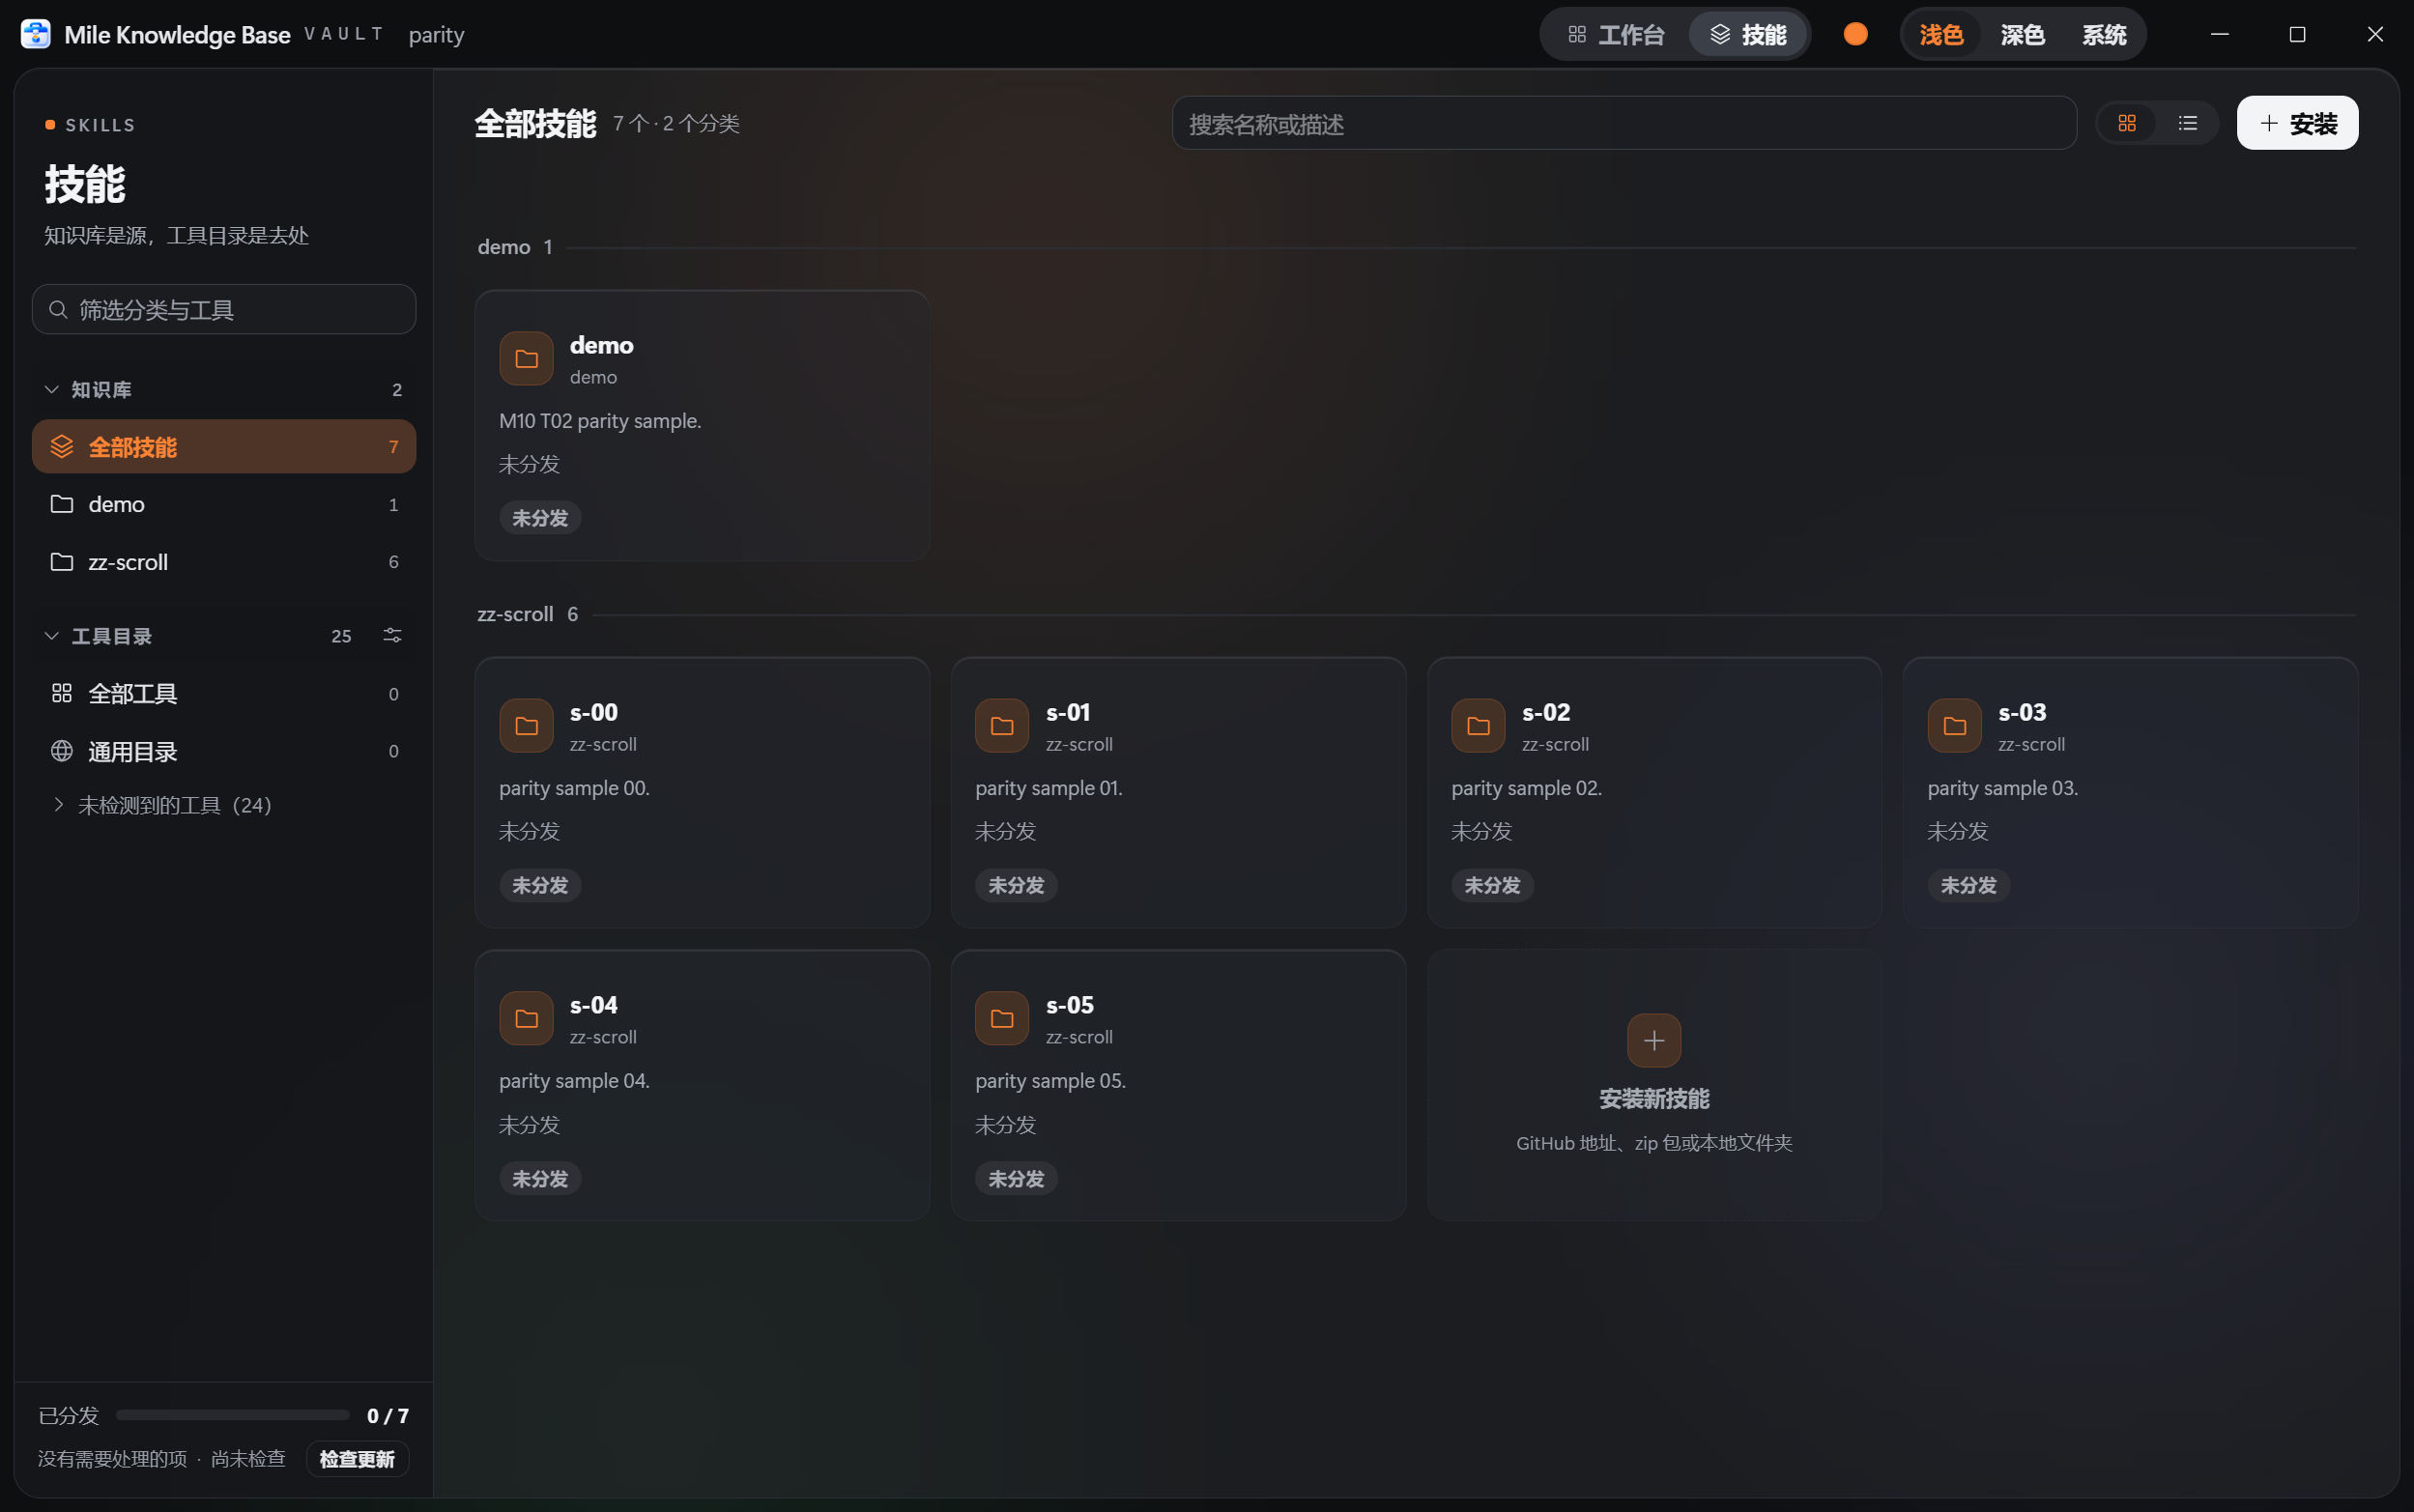 Mile Knowledge Base VAULT parity
工作台 技能 浅色 深色 系统
SKILLS
技能
知识库是源，工具目录是去处
筛选分类与工具
知识库 2
全部技能 7
demo 1
zz-scroll 6
工具目录 25
全部工具 0
通用目录 0
未检测到的工具（24）
已分发 0 / 7
没有需要处理的项 · 尚未检查 检查更新
全部技能 7 个 · 2 个分类
搜索名称或描述
安装
demo 1
demo
demo
M10 T02 parity sample.
未分发
未分发
zz-scroll 6
s-00
zz-scroll
parity sample 00.
未分发
未分发
s-01
zz-scroll
parity sample 01.
未分发
未分发
s-02
zz-scroll
parity sample 02.
未分发
未分发
s-03
zz-scroll
parity sample 03.
未分发
未分发
s-04
zz-scroll
parity sample 04.
未分发
未分发
s-05
zz-scroll
parity sample 05.
未分发
未分发
安装新技能
GitHub 地址、zip 包或本地文件夹